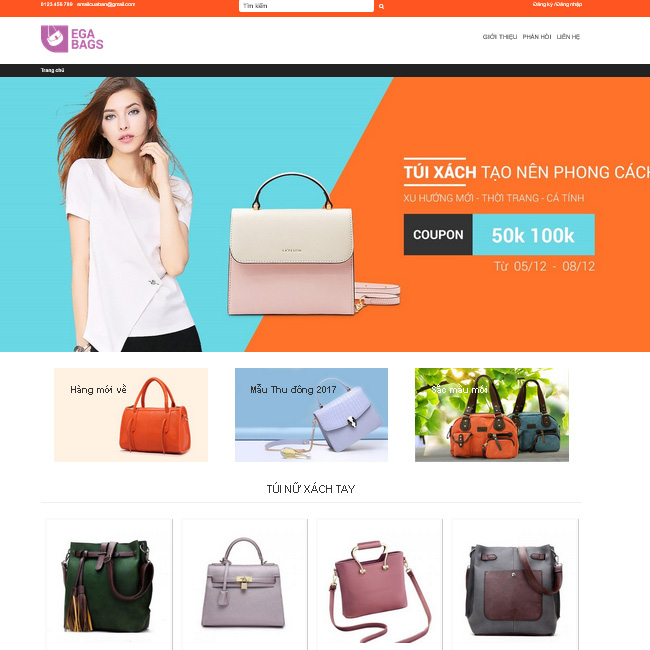 0123 456 789 emailcuaban@gmail.com
Tìm kiếm
Đăng ký /Đăng nhập
EGA
BAGS
GIỚI THIỆU PHẢN HỒI LIÊN HỆ
Trang chủ
TÚI XÁCH TẠO NÊN PHONG CÁCH
XU HƯỚNG MỚI - THỜI TRANG - CÁ TÍNH
COUPON 50k 100k
Từ 05/12 - 08/12
Hàng mới về
Mẫu Thu đông 2017
Sắc màu mới
TÚI NỮ XÁCH TAY